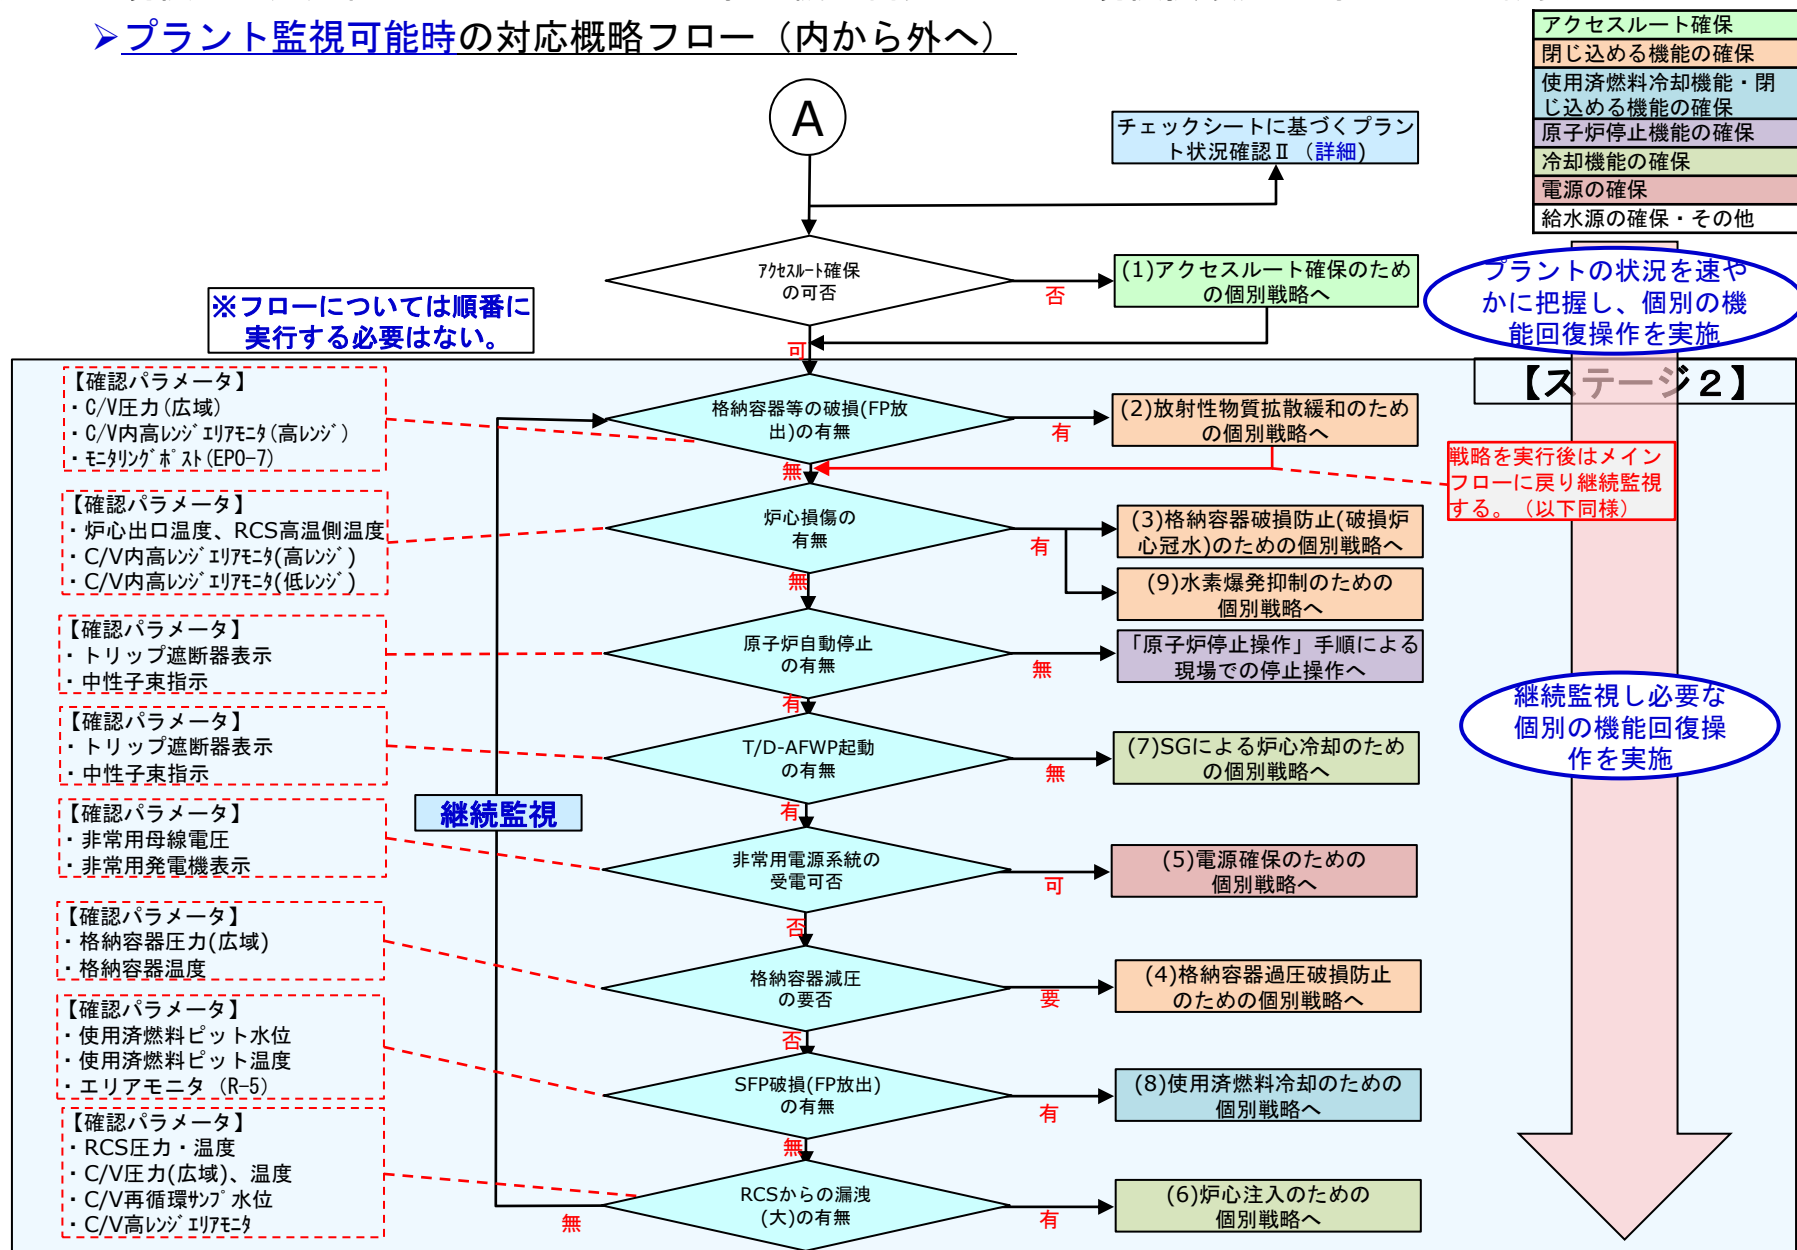 ➢プラント監視可能時の対応概略フロー（内から外へ）
アクセスルート確保
閉じ込める機能の確保
使用済燃料冷却機能・閉
じ込める機能の確保
原子炉停止機能の確保
冷却機能の確保
電源の確保
給水源の確保・その他
A
チェックシートに基づくプラン
ト状況確認Ⅱ（詳細)
ｱｸｾｽﾙｰﾄ確保
の可否
否
(1)アクセスルート確保のため
の個別戦略へ
プラントの状況を速や
かに把握し、個別の機
能回復操作を実施
※フローについては順番に
実行する必要はない。
可
【ステージ２】
【確認パラメータ】
・C/V圧力(広域)
・C/V内高ﾚﾝｼﾞｴﾘｱﾓﾆﾀ(高ﾚﾝｼﾞ)
・ﾓﾆﾀﾘﾝｸﾞﾎﾟｽﾄ(EPO-7)
格納容器等の破損(FP放
出)の有無
有
(2)放射性物質拡散緩和のため
の個別戦略へ
無
戦略を実行後はメイン
フローに戻り継続監視
する。（以下同様）
【確認パラメータ】
・炉心出口温度、RCS高温側温度
・C/V内高ﾚﾝｼﾞｴﾘｱﾓﾆﾀ(高ﾚﾝｼﾞ)
・C/V内高ﾚﾝｼﾞｴﾘｱﾓﾆﾀ(低ﾚﾝｼﾞ)
炉心損傷の
有無
有
(3)格納容器破損防止(破損炉
心冠水)のための個別戦略へ
(9)水素爆発抑制のための
個別戦略へ
無
【確認パラメータ】
・トリップ遮断器表示
・中性子束指示
原子炉自動停止
の有無
無
「原子炉停止操作」手順による
現場での停止操作へ
継続監視し必要な
個別の機能回復操
作を実施
有
【確認パラメータ】
・トリップ遮断器表示
・中性子束指示
T/D-AFWP起動
の有無
無
(7)SGによる炉心冷却のため
の個別戦略へ
継続監視
有
【確認パラメータ】
・非常用母線電圧
・非常用発電機表示
非常用電源系統の
受電可否
可
(5)電源確保のための
個別戦略へ
否
【確認パラメータ】
・格納容器圧力(広域)
・格納容器温度
格納容器減圧
の要否
要
(4)格納容器過圧破損防止
のための個別戦略へ
否
【確認パラメータ】
・使用済燃料ピット水位
・使用済燃料ピット温度
・エリアモニタ（R-5）
SFP破損(FP放出)
の有無
有
(8)使用済燃料冷却のための
個別戦略へ
無
【確認パラメータ】
・RCS圧力・温度
・C/V圧力(広域)、温度
・C/V再循環ｻﾝﾌﾟ水位
・C/V高ﾚﾝｼﾞｴﾘｱﾓﾆﾀ
RCSからの漏洩
(大)の有無
無
有
(6)炉心注入のための
個別戦略へ